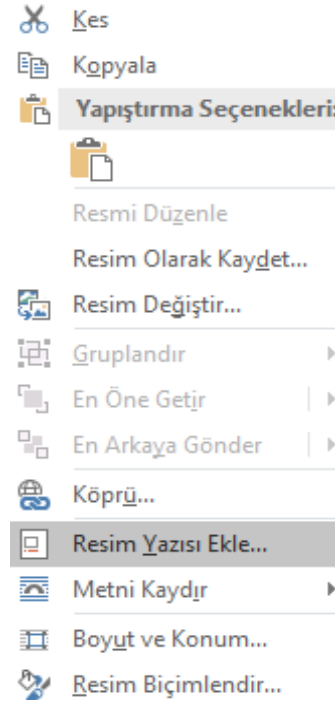 Kes
Kopyala
Yapıştırma Seçenekleri:
Resmi Düzenle
Resim Olarak Kaydet...
Resim Değiştir...
Gruplandır
En Öne Getir
En Arkaya Gönder
Köprü...
Resim Yazısı Ekle...
Metni Kaydır
Boyut ve Konum...
Resim Biçimlendir...